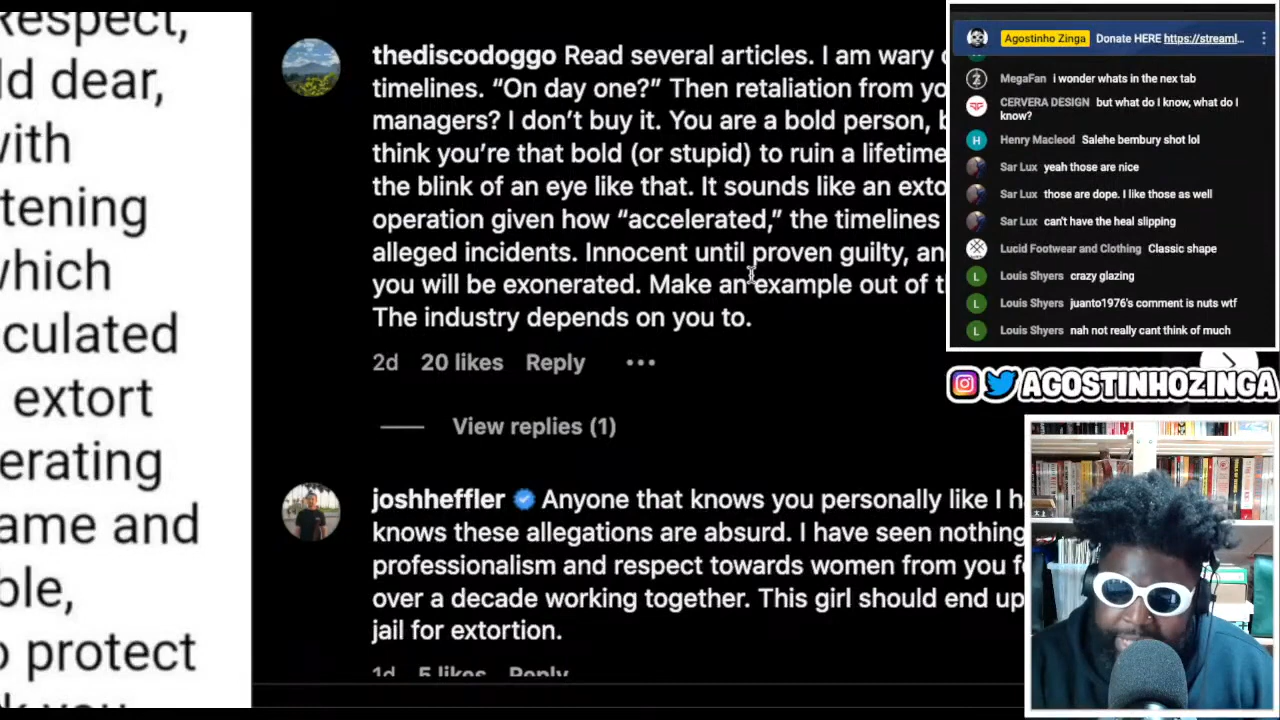 Respect,
ld dear,
with
tening
which
culated
extort
erating
ame and
ble,
o protect
k you
thediscodoggo Read several articles. I am wary
timelines. “On day one?” Then retaliation from yo
managers? I don’t buy it. You are a bold person, b
think you’re that bold (or stupid) to ruin a lifetime
the blink of an eye like that. It sounds like an exto
operation given how “accelerated,” the timelines
alleged incidents. Innocent until proven guilty, an
you will be exonerated. Make an example out of t
The industry depends on you to.
2d 20 likes Reply •••
View replies (1)
joshheffler Anyone that knows you personally like I ha
knows these allegations are absurd. I have seen nothing
professionalism and respect towards women from you fo
over a decade working together. This girl should end up
jail for extortion.
1d 5 likes Reply
Agostinho Zinga Donate HERE https://streaml...
MegaFan i wonder whats in the nex tab
CERVERA DESIGN but what do I know, what do I
know?
Henry Macleod Salehe bembury shot lol
Sar Lux yeah those are nice
Sar Lux those are dope. I like those as well
Sar Lux can't have the heal slipping
Lucid Footwear and Clothing Classic shape
Louis Shyers crazy glazing
Louis Shyers juanto1976's comment is nuts wtf
Louis Shyers nah not really cant think of much
AGOSTINHOZINGA